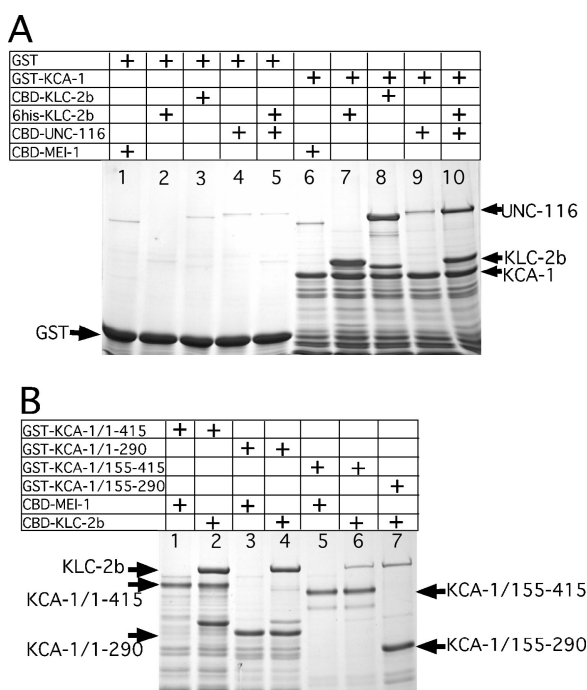 A
GST + + + + +
GST-KCA-1 + + + + +
CBD-KLC-2b + +
6his-KLC-2b + + + +
CBD-UNC-116 + + + +
CBD-MEI-1 + +
1 2 3 4 5 6 7 8 9 10
UNC-116
KLC-2b
KCA-1
GST
B
GST-KCA-1/1-415 + +
GST-KCA-1/1-290 + +
GST-KCA-1/155-415 + +
GST-KCA-1/155-290 +
CBD-MEI-1 + + +
CBD-KLC-2b + + + +
1 2 3 4 5 6 7
KLC-2b
KCA-1/1-415
KCA-1/155-415
KCA-1/1-290
KCA-1/155-290